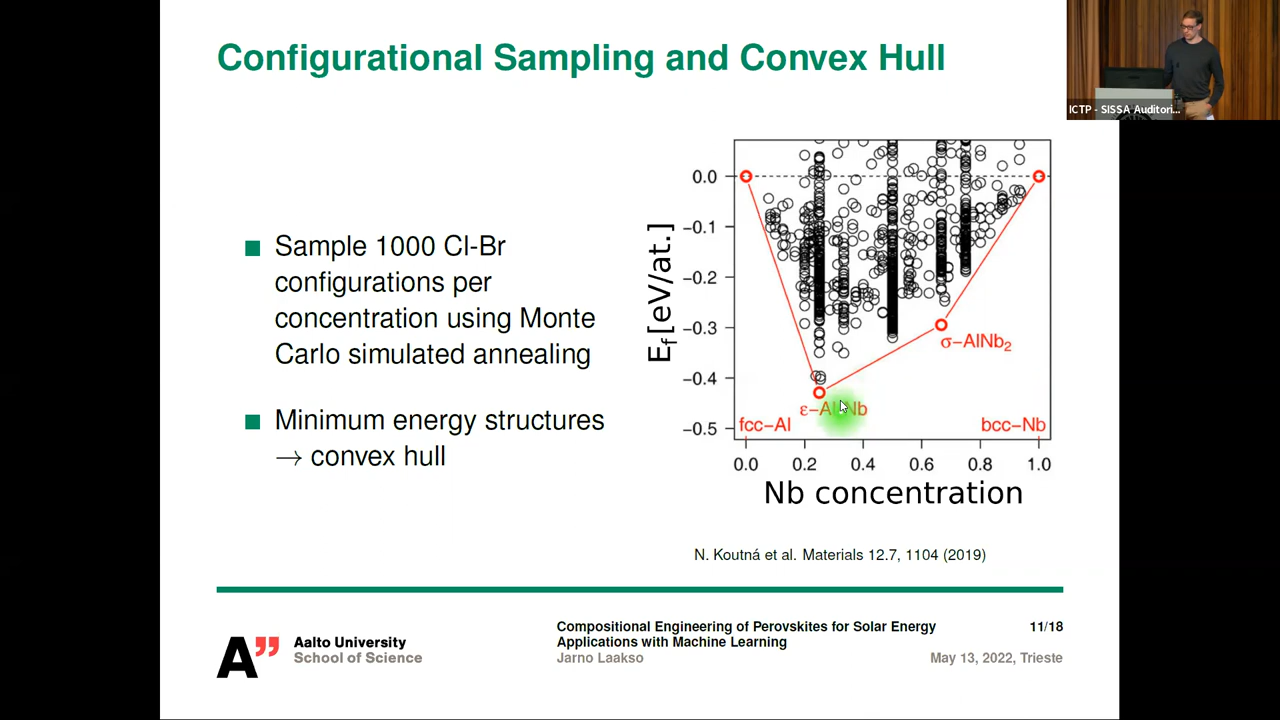 Configurational Sampling and Convex Hull
ICTP - SISSA Auditori...
Sample 1000 Cl-Br
configurations per
concentration using Monte
Carlo simulated annealing
Minimum energy structures
→ convex hull
E_f [eV/at.]
0.0
−0.1
−0.2
−0.3
−0.4
−0.5
σ−AlNb₂
fcc−Al
bcc−Nb
0.0 0.2 0.4 0.6 0.8 1.0
Nb concentration
N. Koutná et al. Materials 12.7, 1104 (2019)
A”
Aalto University
School of Science
Compositional Engineering of Perovskites for Solar Energy
Applications with Machine Learning
Jarno Laakso
11/18
May 13, 2022, Trieste